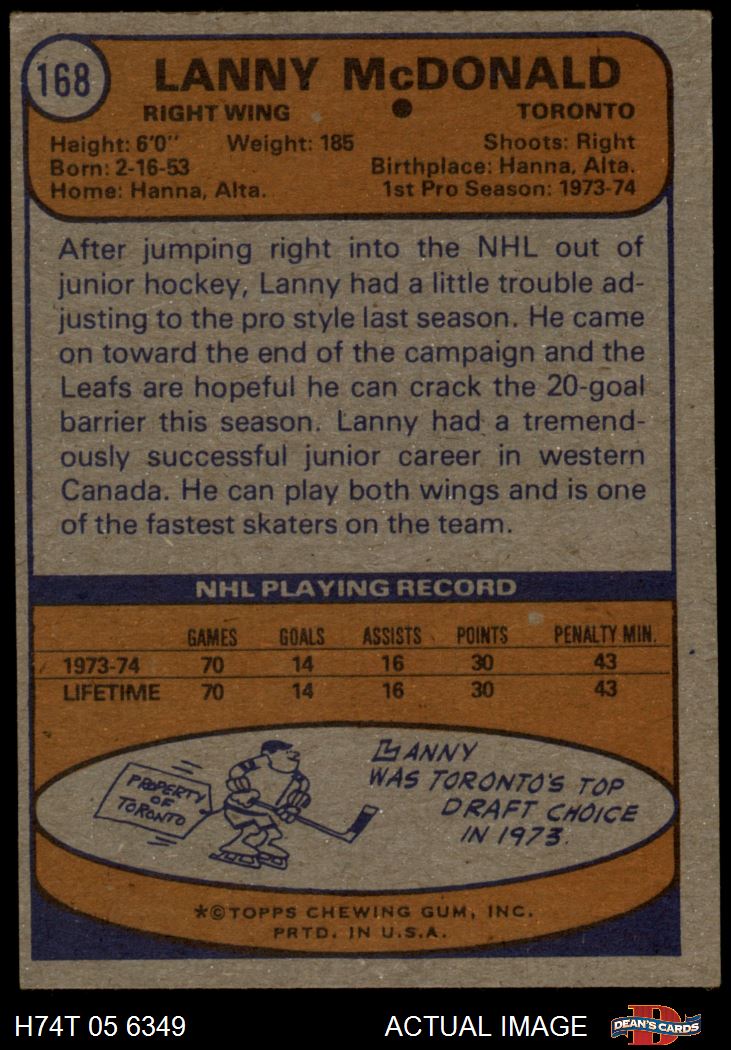 168
LANNY McDONALD
RIGHT WING
TORONTO
Haight: 6'0" Weight: 185 Shoots: Right
Born: 2-16-53 Birthplace: Hanna, Alta.
Home: Hanna, Alta. 1st Pro Season: 1973-74
After jumping right into the NHL out of
junior hockey, Lanny had a little trouble ad-
justing to the pro style last season. He came
on toward the end of the campaign and the
Leafs are hopeful he can crack the 20-goal
barrier this season. Lanny had a tremend-
ously successful junior career in western
Canada. He can play both wings and is one
of the fastest skaters on the team.
NHL PLAYING RECORD
GAMES GOALS ASSISTS POINTS PENALTY MIN.
1973-74 70 14 16 30 43
LIFETIME 70 14 16 30 43
PROPERTY
OF
TORONTO
LANNY
WAS TORONTO'S TOP
DRAFT CHOICE
IN 1973.
*©TOPPS CHEWING GUM, INC.
PRTD. IN U.S.A.
H74T 05 6349 ACTUAL IMAGE
DEAN'S CARDS